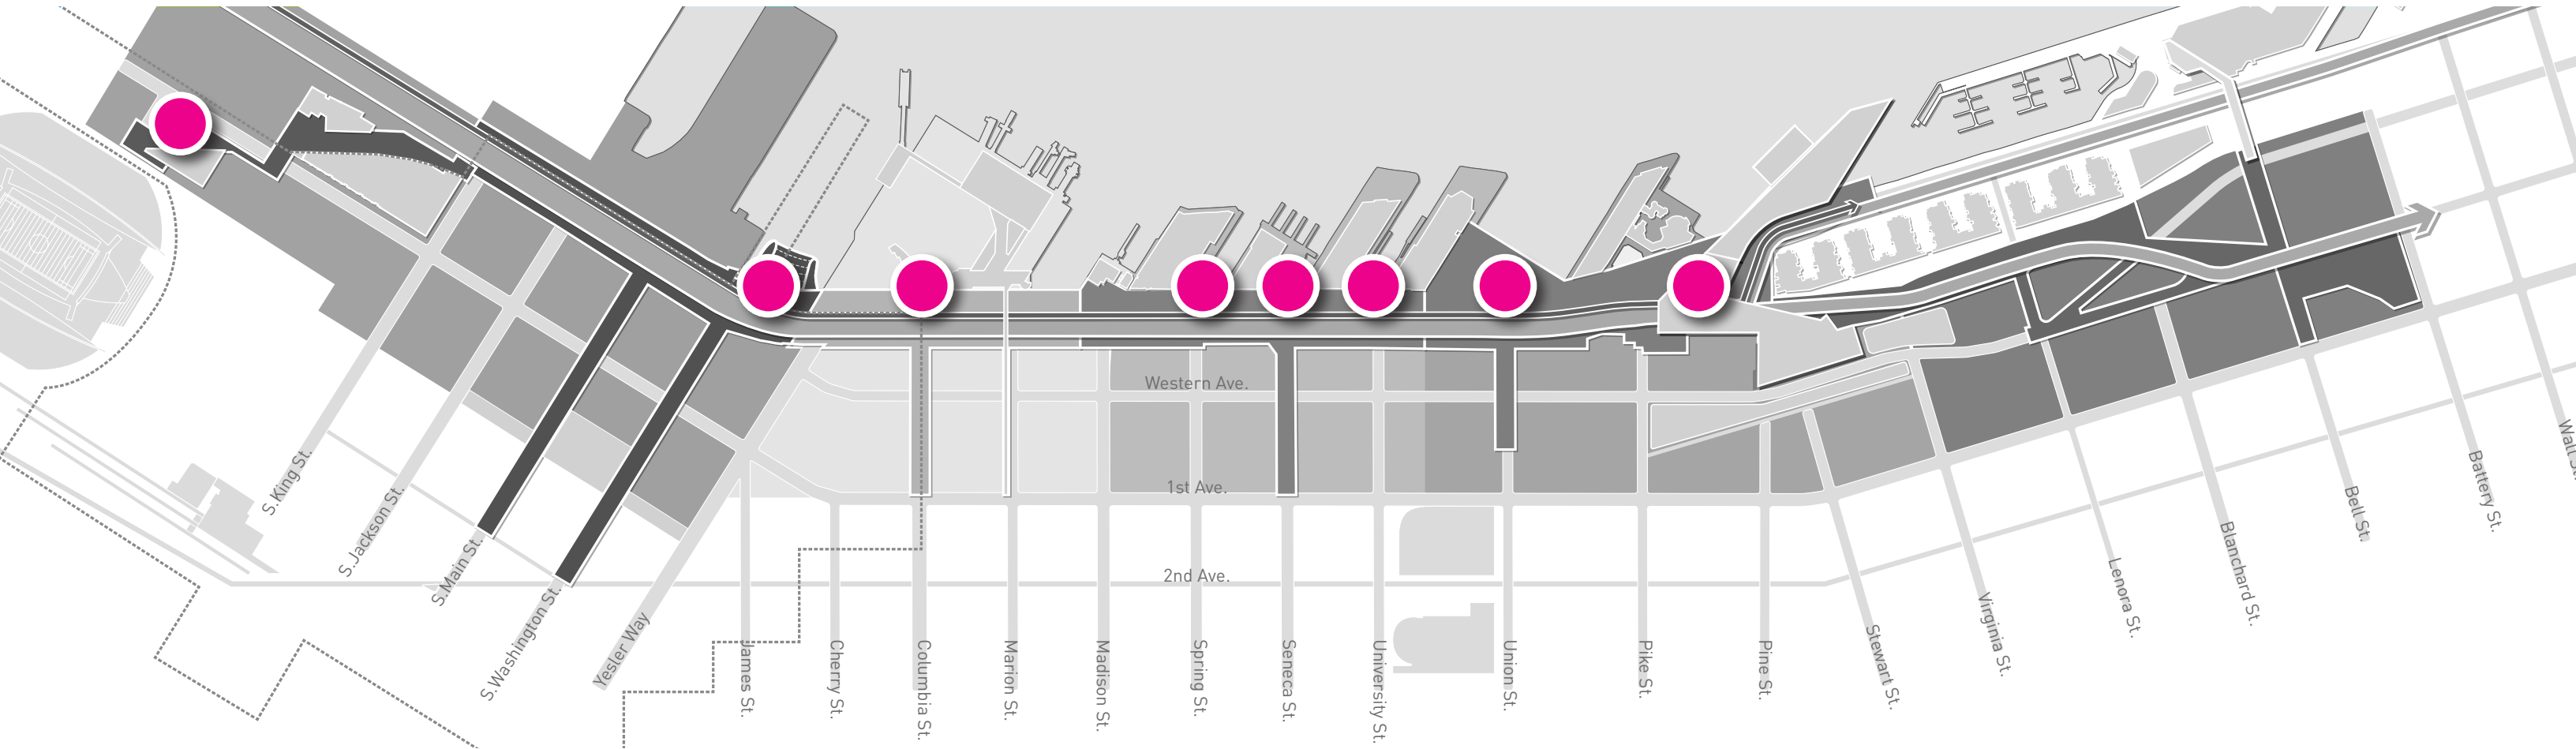 Western Ave.
1st Ave.
2nd Ave.
S.King St.
S.Jackson St.
S.Main St.
S.Washington St.
Yesler Way
James St.
Cherry St.
Columbia St.
Marion St.
Madison St.
Spring St.
Seneca St.
University St.
Union St.
Pike St.
Pine St.
Stewart St.
Virginia St.
Lenora St.
Blanchard St.
Bell St.
Battery St.